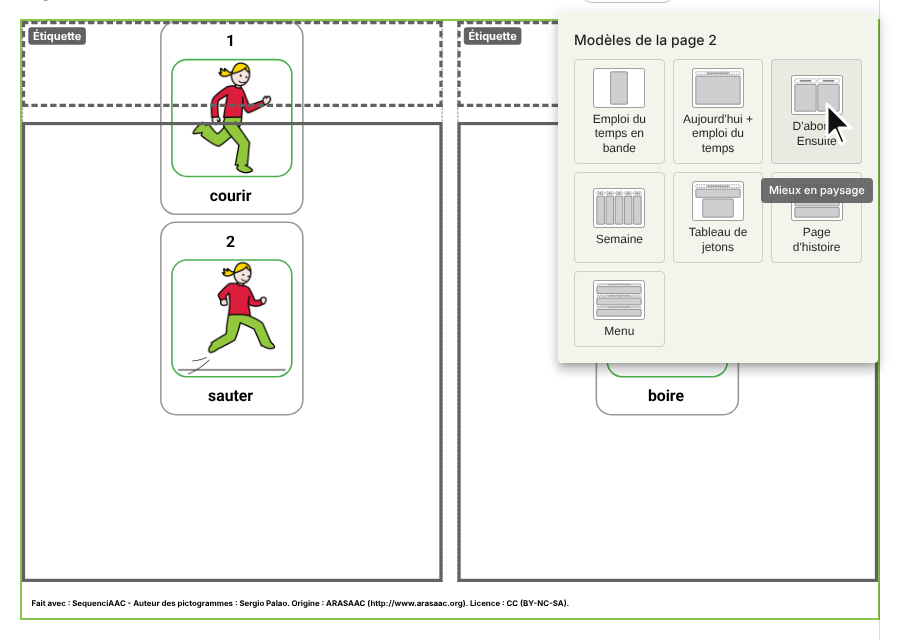 Étiquette
1
courir
2
sauter
Étiquette
boire
Modèles de la page 2
Emploi du
temps en
bande
Aujourd'hui +
emploi du
temps
Ensuite
Mieux en paysage
Semaine
Tableau de
jetons
Page
d'histoire
Menu
Fait avec : SequenciAAC - Auteur des pictogrammes : Sergio Palao. Origine : ARASAAC (http://www.arasaac.org). Licence : CC (BY-NC-SA).